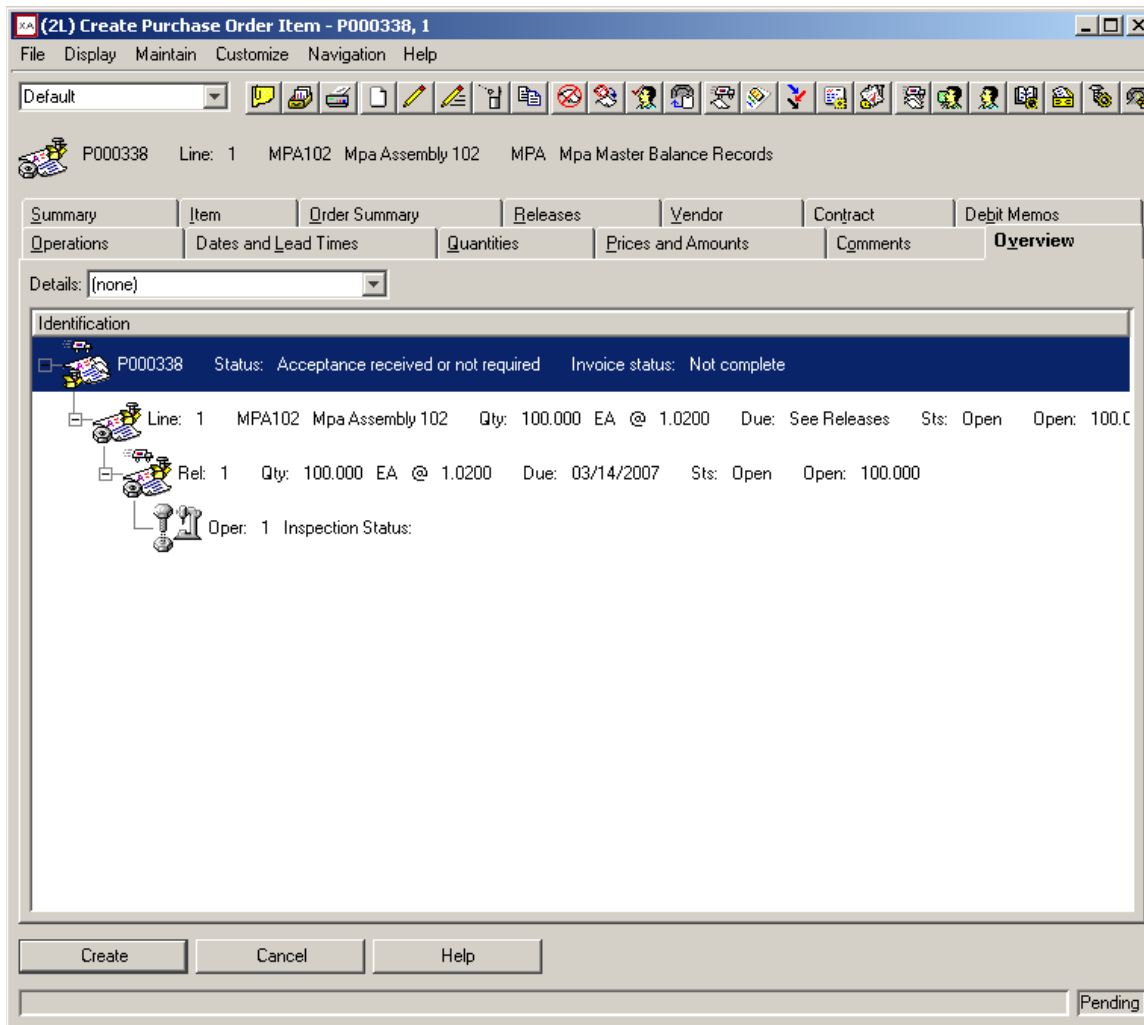 XA (2L) Create Purchase Order Item - P000338, 1
File Display Maintain Customize Navigation Help
Default
P000338 Line: 1 MPA102 Mpa Assembly 102 MPA Mpa Master Balance Records
Summary Item Order Summary Releases Vendor Contract Debit Memos
Operations Dates and Lead Times Quantities Prices and Amounts Comments Overview
Details: (none)
Identification
P000338 Status: Acceptance received or not required Invoice status: Not complete
Line: 1 MPA102 Mpa Assembly 102 Qty: 100.000 EA @ 1.0200 Due: See Releases Sts: Open Open: 100.0
Rel: 1 Qty: 100.000 EA @ 1.0200 Due: 03/14/2007 Sts: Open Open: 100.000
Oper: 1 Inspection Status:
Create Cancel Help
Pending